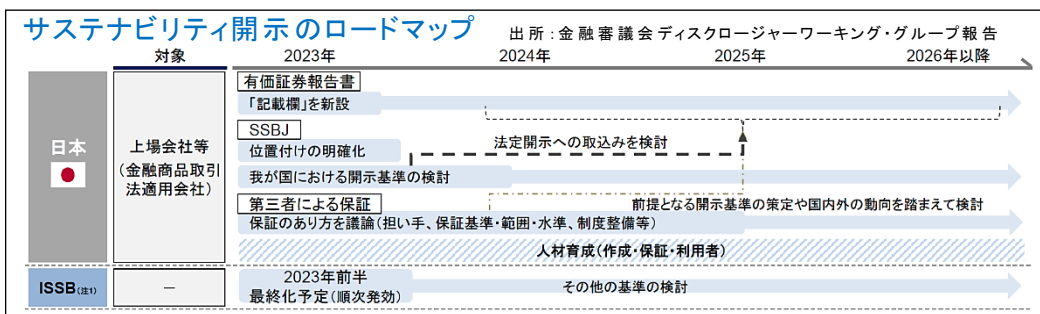 サステナビリティ開示のロードマップ
出所:金融審議会ディスクロージャーワーキング・グループ報告
対象
2023年
2024年
2025年
2026年以降
日本
上場会社等
(金融商品取引
法適用会社)
有価証券報告書
「記載欄」を新設
SSBJ
位置付けの明確化
法定開示への取込みを検討
我が国における開示基準の検討
第三者による保証
前提となる開示基準の策定や国内外の動向を踏まえて検討
保証のあり方を議論(担い手、保証基準・範囲・水準、制度整備等)
人材育成(作成・保証・利用者)
ISSB(注1)
―
2023年前半
最終化予定(順次発効)
その他の基準の検討